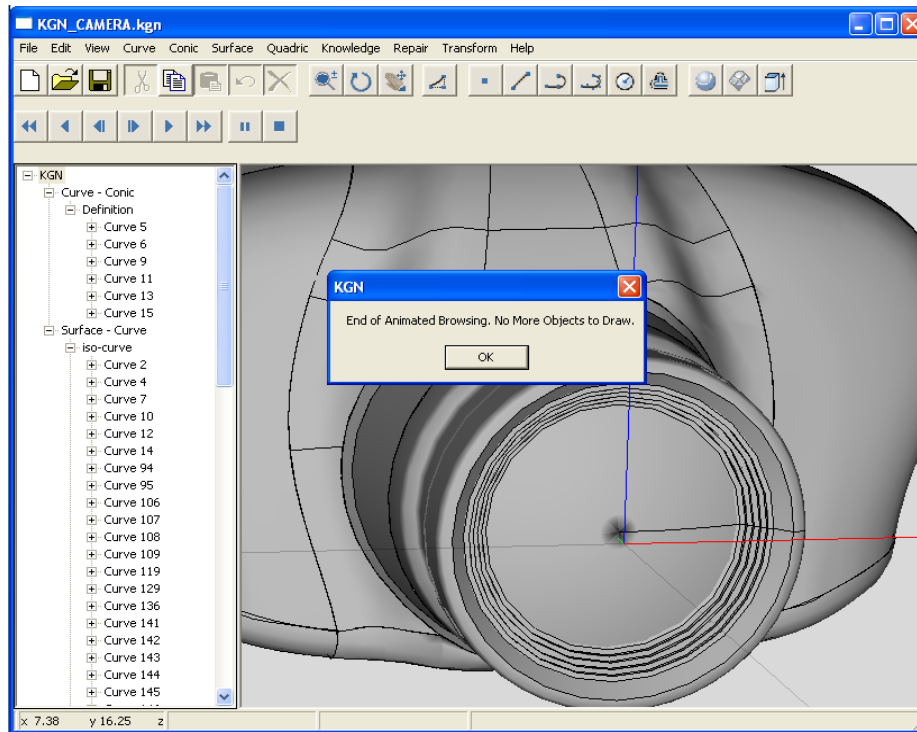 KGN_CAMERA.kgn
File Edit View Curve Conic Surface Quadric Knowledge Repair Transform Help
KGN
Curve - Conic
Definition
Curve 5
Curve 6
Curve 9
Curve 11
Curve 13
Curve 15
Surface - Curve
iso-curve
Curve 2
Curve 4
Curve 7
Curve 10
Curve 12
Curve 14
Curve 94
Curve 95
Curve 106
Curve 107
Curve 108
Curve 109
Curve 119
Curve 129
Curve 136
Curve 141
Curve 142
Curve 143
Curve 144
Curve 145
KGN
End of Animated Browsing. No More Objects to Draw.
OK
x 7.38 y 16.25 z